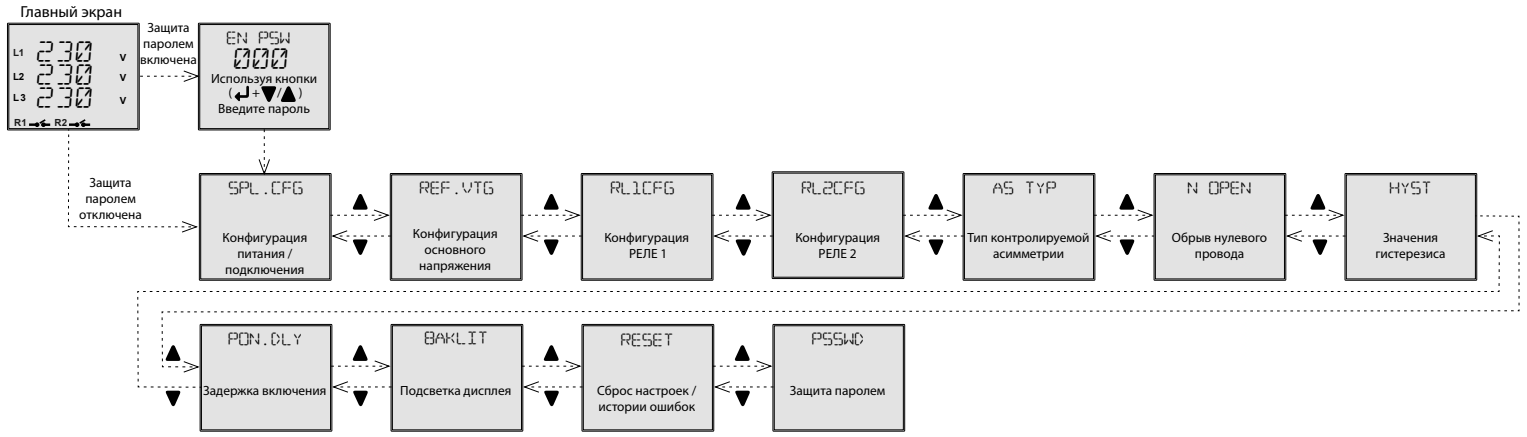 Главный экран
L1 230 V
L2 230 V
L3 230 V
R1 R2
Защита
паролем
включена
EN PSW
000
Используя кнопки
( + / )
Введите пароль
Защита
паролем
отключена
SPL.CFG
Конфигурация
питания /
подключения
REF.VTG
Конфигурация
основного
напряжения
RL1CFG
Конфигурация
РЕЛЕ 1
RL2CFG
Конфигурация
РЕЛЕ 2
AS TYP
Тип контролируемой
асимметрии
N OPEN
Обрыв нулевого
провода
HYST
Значения
гистерезиса
PON.DLY
Задержка включения
BAKLIT
Подсветка дисплея
RESET
Сброс настроек /
истории ошибок
PSSWD
Защита паролем